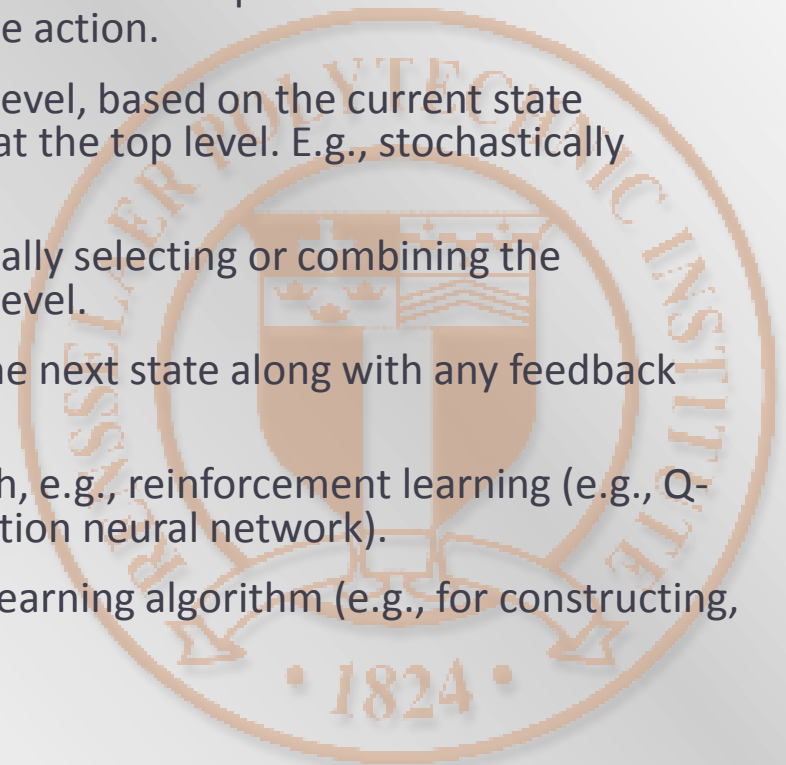 e action.
evel, based on the current state
at the top level. E.g., stochastically
ally selecting or combining the
evel.
e next state along with any feedback
h, e.g., reinforcement learning (e.g., Q-
tion neural network).
earning algorithm (e.g., for constructing,
RENSSELAER POLYTECHNIC INSTITUTE
• 1824 •